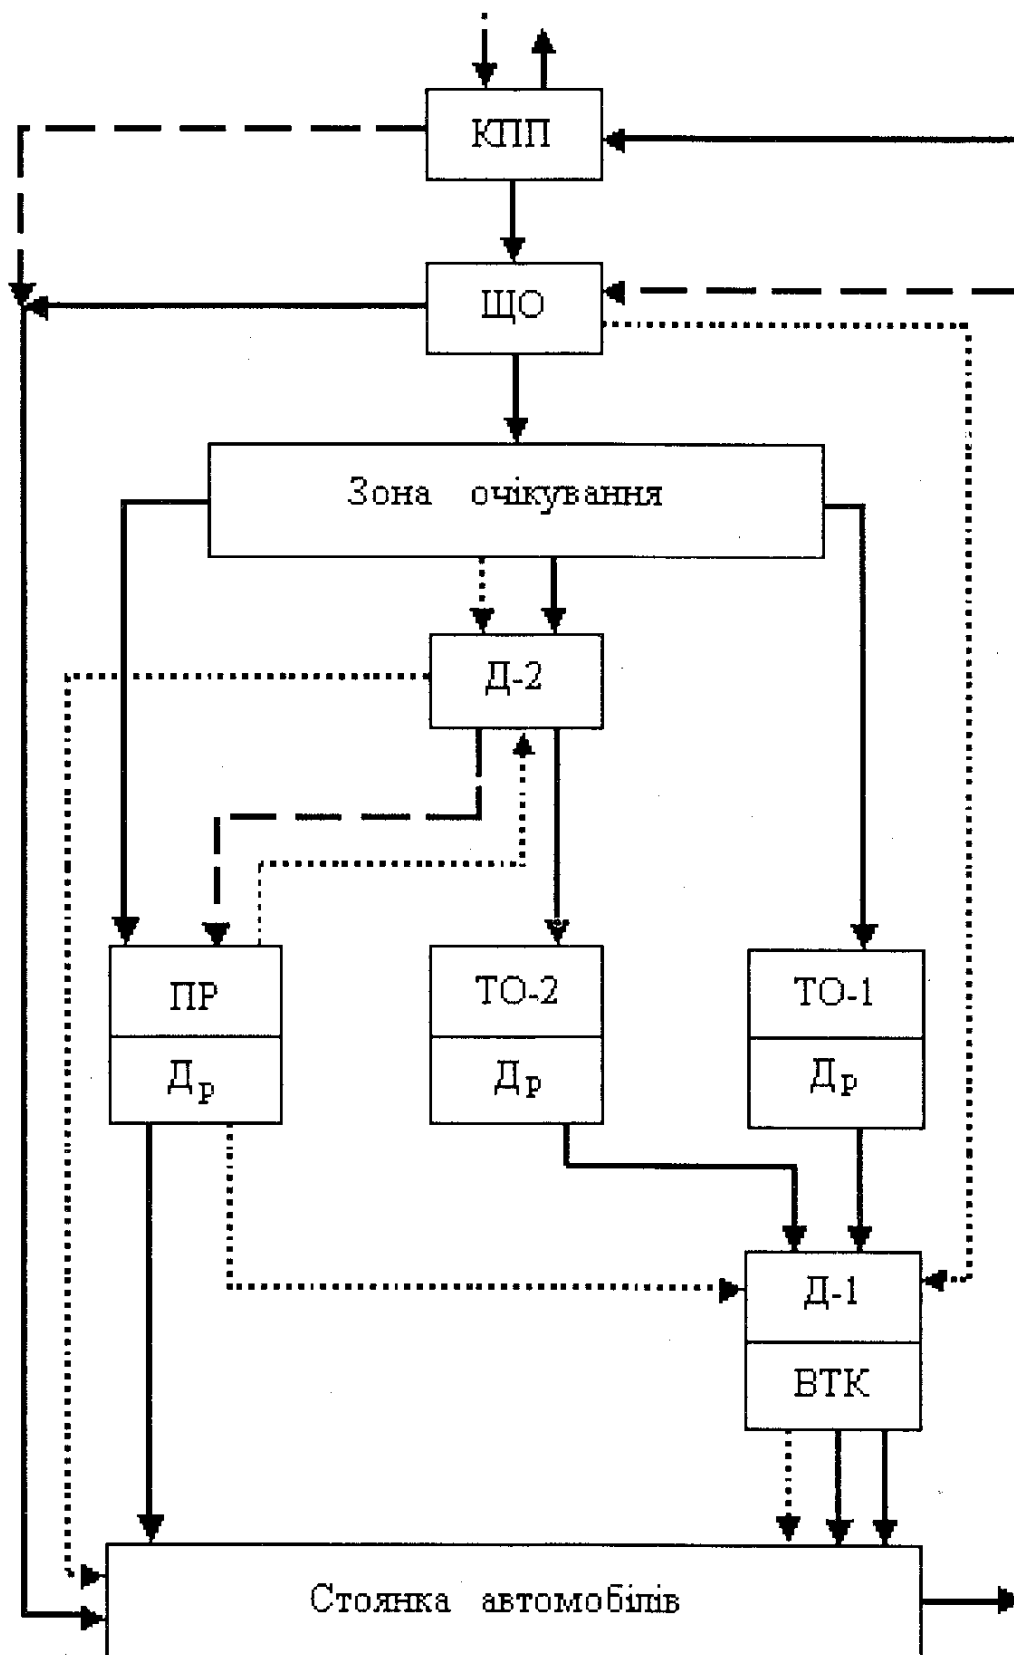 КПП
ЩО
Зона очікування
Д-2
ПР
Др
ТО-2
Др
ТО-1
Др
Д-1
ВТК
Стоянка автомобілів